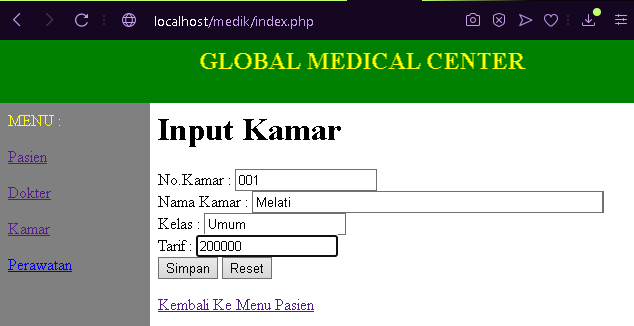 localhost/medik/index.php
GLOBAL MEDICAL CENTER
MENU :
Pasien
Dokter
Kamar
Perawatan
Input Kamar
No.Kamar : 001
Nama Kamar : Melati
Kelas : Umum
Tarif : 200000
Simpan Reset
Kembali Ke Menu Pasien